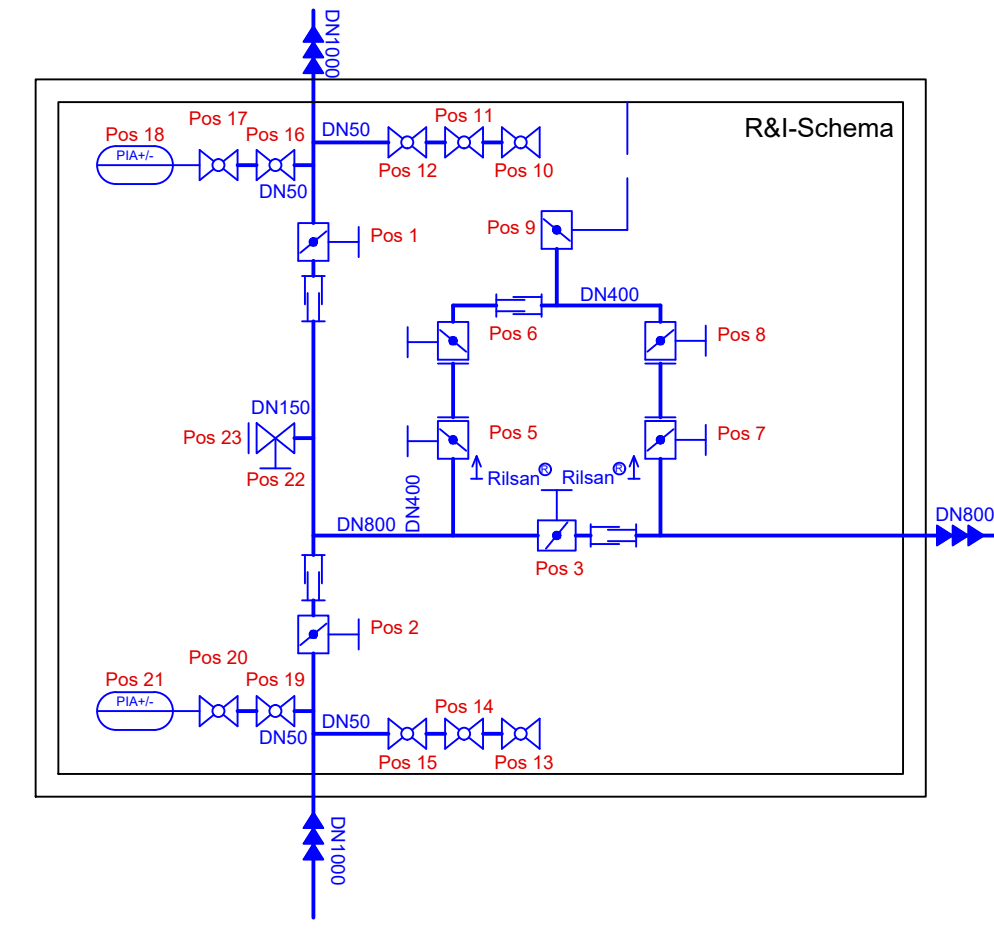 DN1000
R&I-Schema
Pos 17
Pos 11
Pos 18
Pos 16
DN50
PIA+/-
Pos 12
Pos 10
DN50
Pos 1
Pos 9
DN400
Pos 6
Pos 8
DN150
Pos 23
Pos 5
Pos 7
Pos 22
Rilsan®
Rilsan®
DN400
DN800
DN800
Pos 3
Pos 2
Pos 20
Pos 21
Pos 19
PIA+/-
Pos 14
DN50
DN50
Pos 15
Pos 13
DN1000